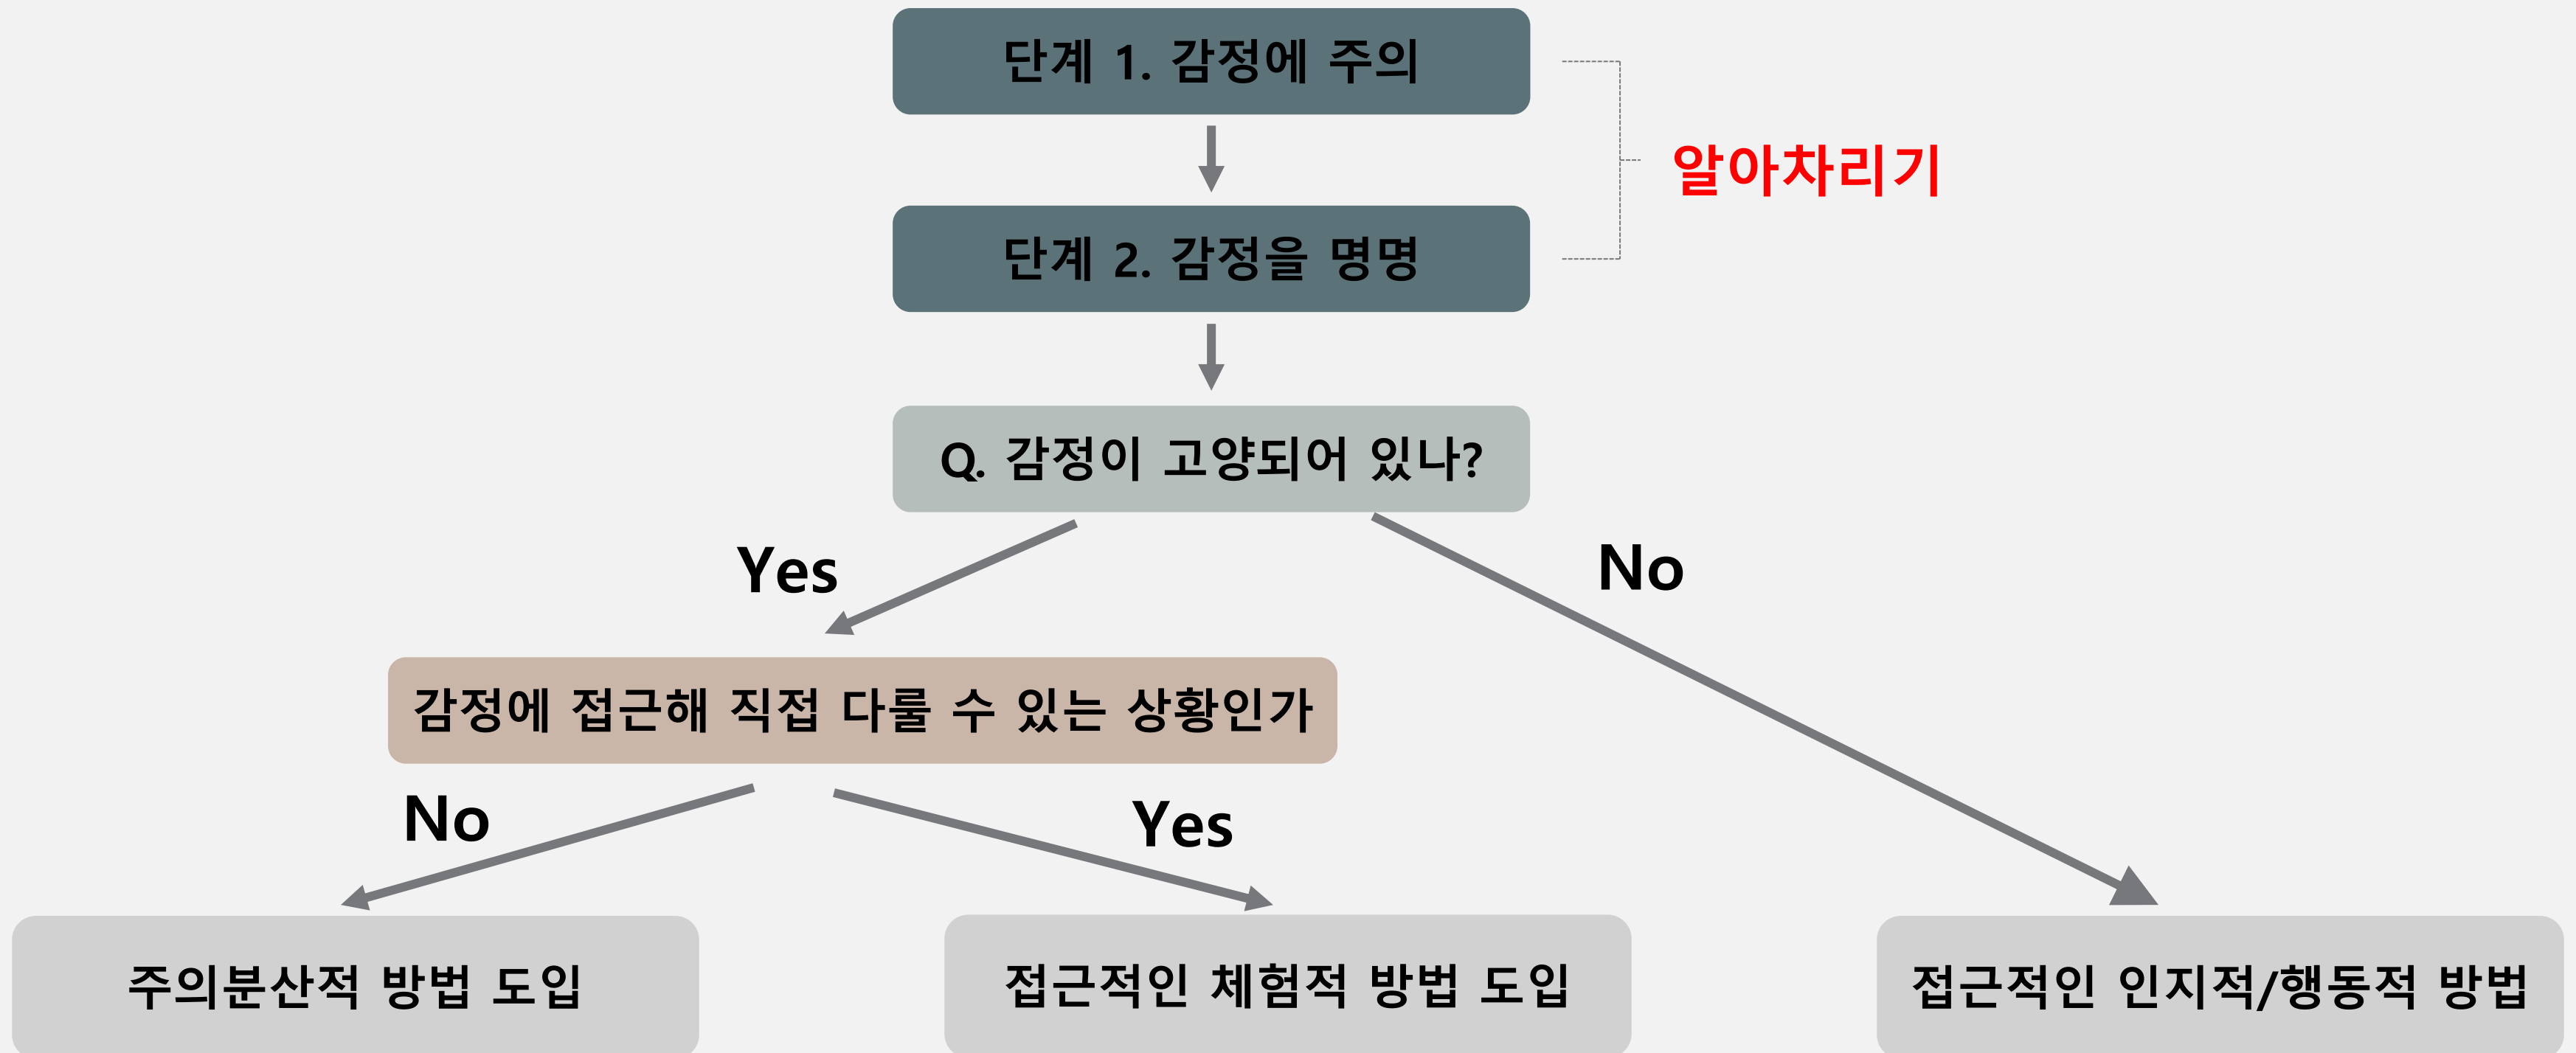 단계 1. 감정에 주의
알아차리기
단계 2. 감정을 명명
Q. 감정이 고양되어 있나?
Yes
No
감정에 접근해 직접 다룰 수 있는 상황인가
No
Yes
주의분산적 방법 도입
접근적인 체험적 방법 도입
접근적인 인지적/행동적 방법